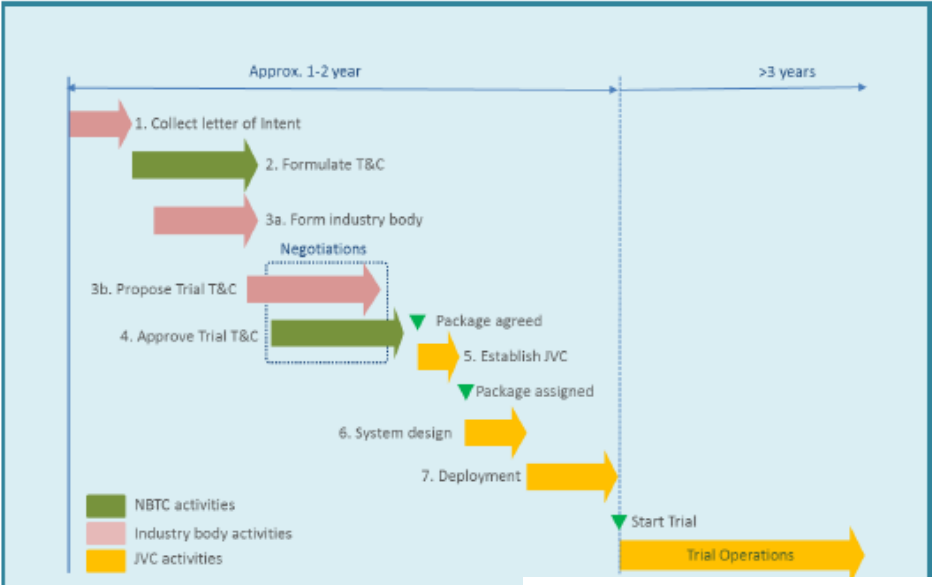 Approx. 1-2 year
>3 years
1. Collect letter of Intent
2. Formulate T&C
3a. Form industry body
Negotiations
3b. Propose Trial T&C
4. Approve Trial T&C
Package agreed
5. Establish JVC
Package assigned
6. System design
7. Deployment
NBTC activities
Start Trial
Industry body activities
JVC activities
Trial Operations